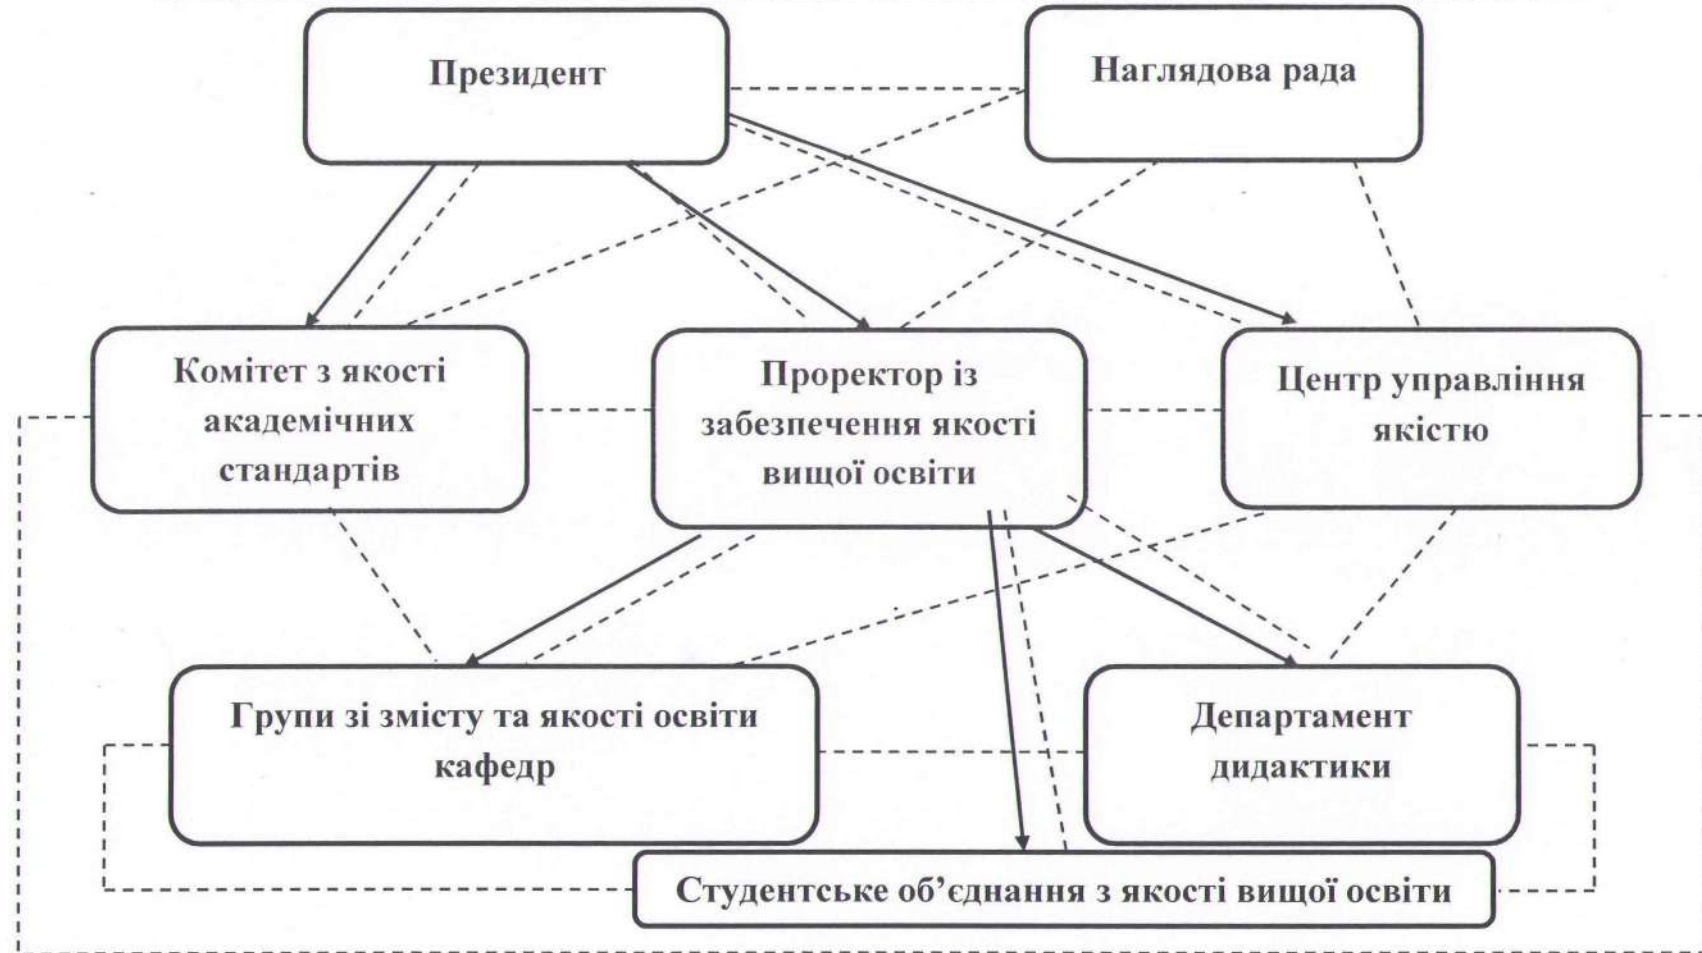 Президент
Наглядова рада
Комітет з якості
академічних
стандартів
Проректор із
забезпечення якості
вищої освіти
Центр управління
якістю
Групи зі змісту та якості освіти
кафедр
Департамент
дидактики
Студентське об’єднання з якості вищої освіти